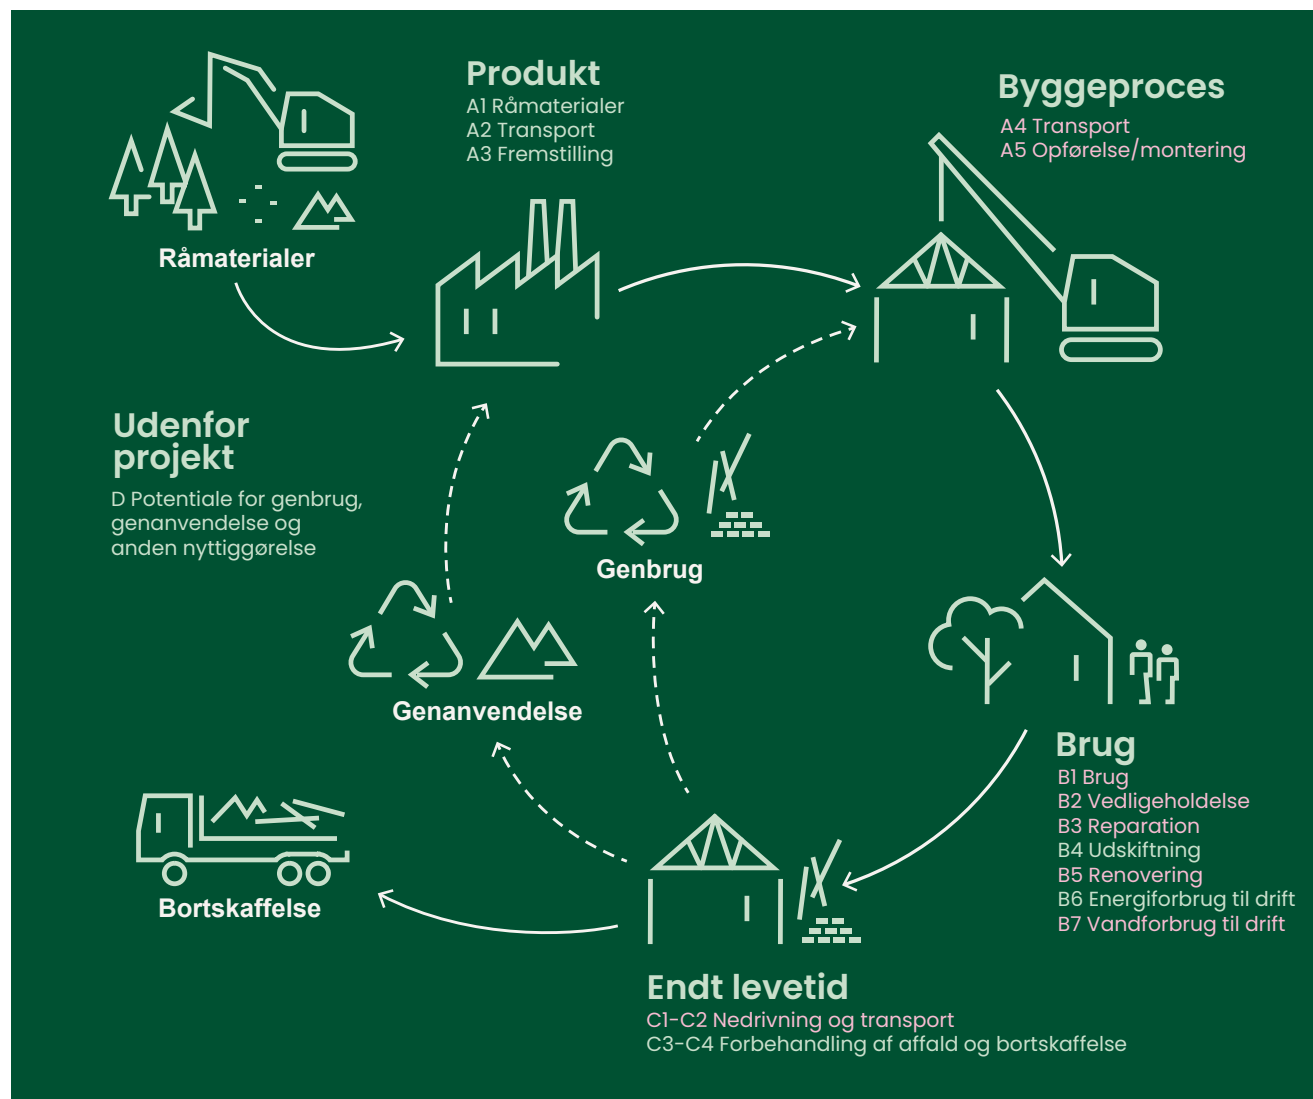 Produkt
A1 Råmaterialer
A2 Transport
A3 Fremstilling
Byggeproces
A4 Transport
A5 Opførelse/montering
Råmaterialer
Udenfor
projekt
D Potentiale for genbrug,
genanvendelse og
anden nyttiggørelse
Genbrug
Genanvendelse
Brug
B1 Brug
B2 Vedligeholdelse
B3 Reparation
B4 Udskiftning
B5 Renovering
B6 Energiforbrug til drift
B7 Vandforbrug til drift
Bortskaffelse
Endt levetid
C1-C2 Nedrivning og transport
C3-C4 Forbehandling af affald og bortskaffelse